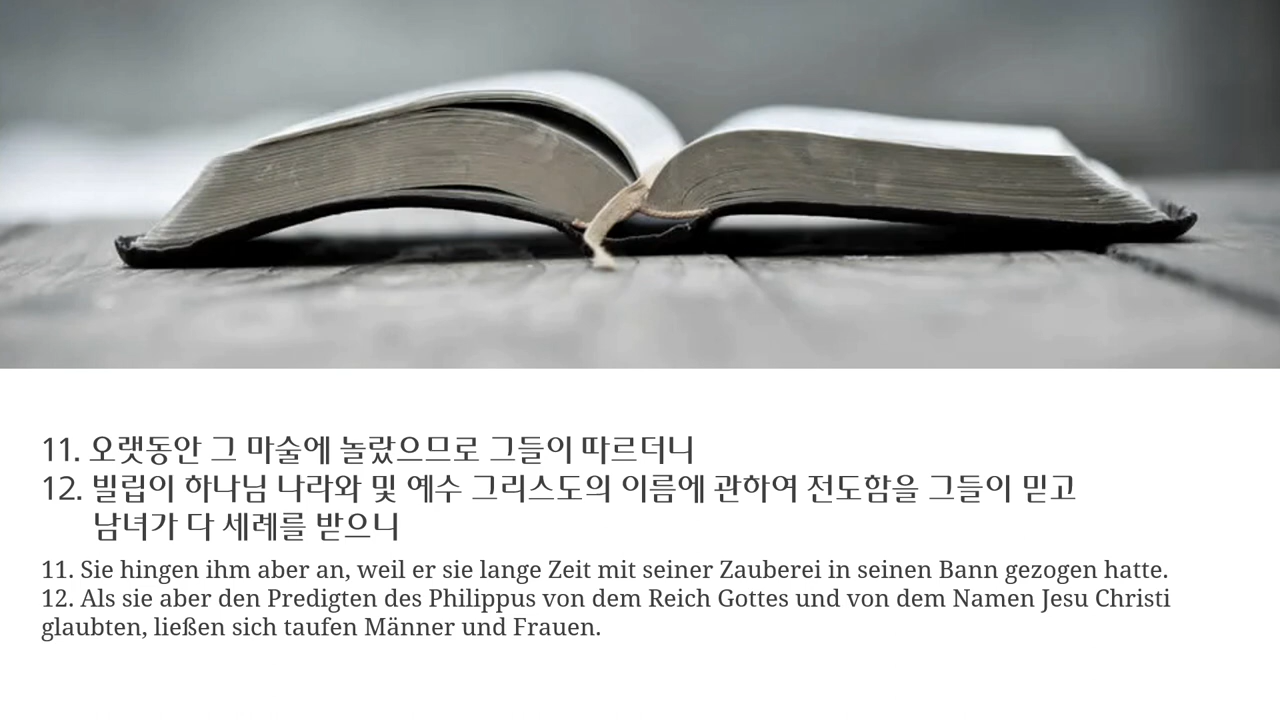 11. 오랫동안 그 마술에 놀랐으므로 그들이 따르더니
12. 빌립이 하나님 나라와 및 예수 그리스도의 이름에 관하여 전도함을 그들이 믿고
남녀가 다 세례를 받으니
11. Sie hingen ihm aber an, weil er sie lange Zeit mit seiner Zauberei in seinen Bann gezogen hatte.
12. Als sie aber den Predigten des Philippus von dem Reich Gottes und von dem Namen Jesu Christi
glaubten, ließen sich taufen Männer und Frauen.